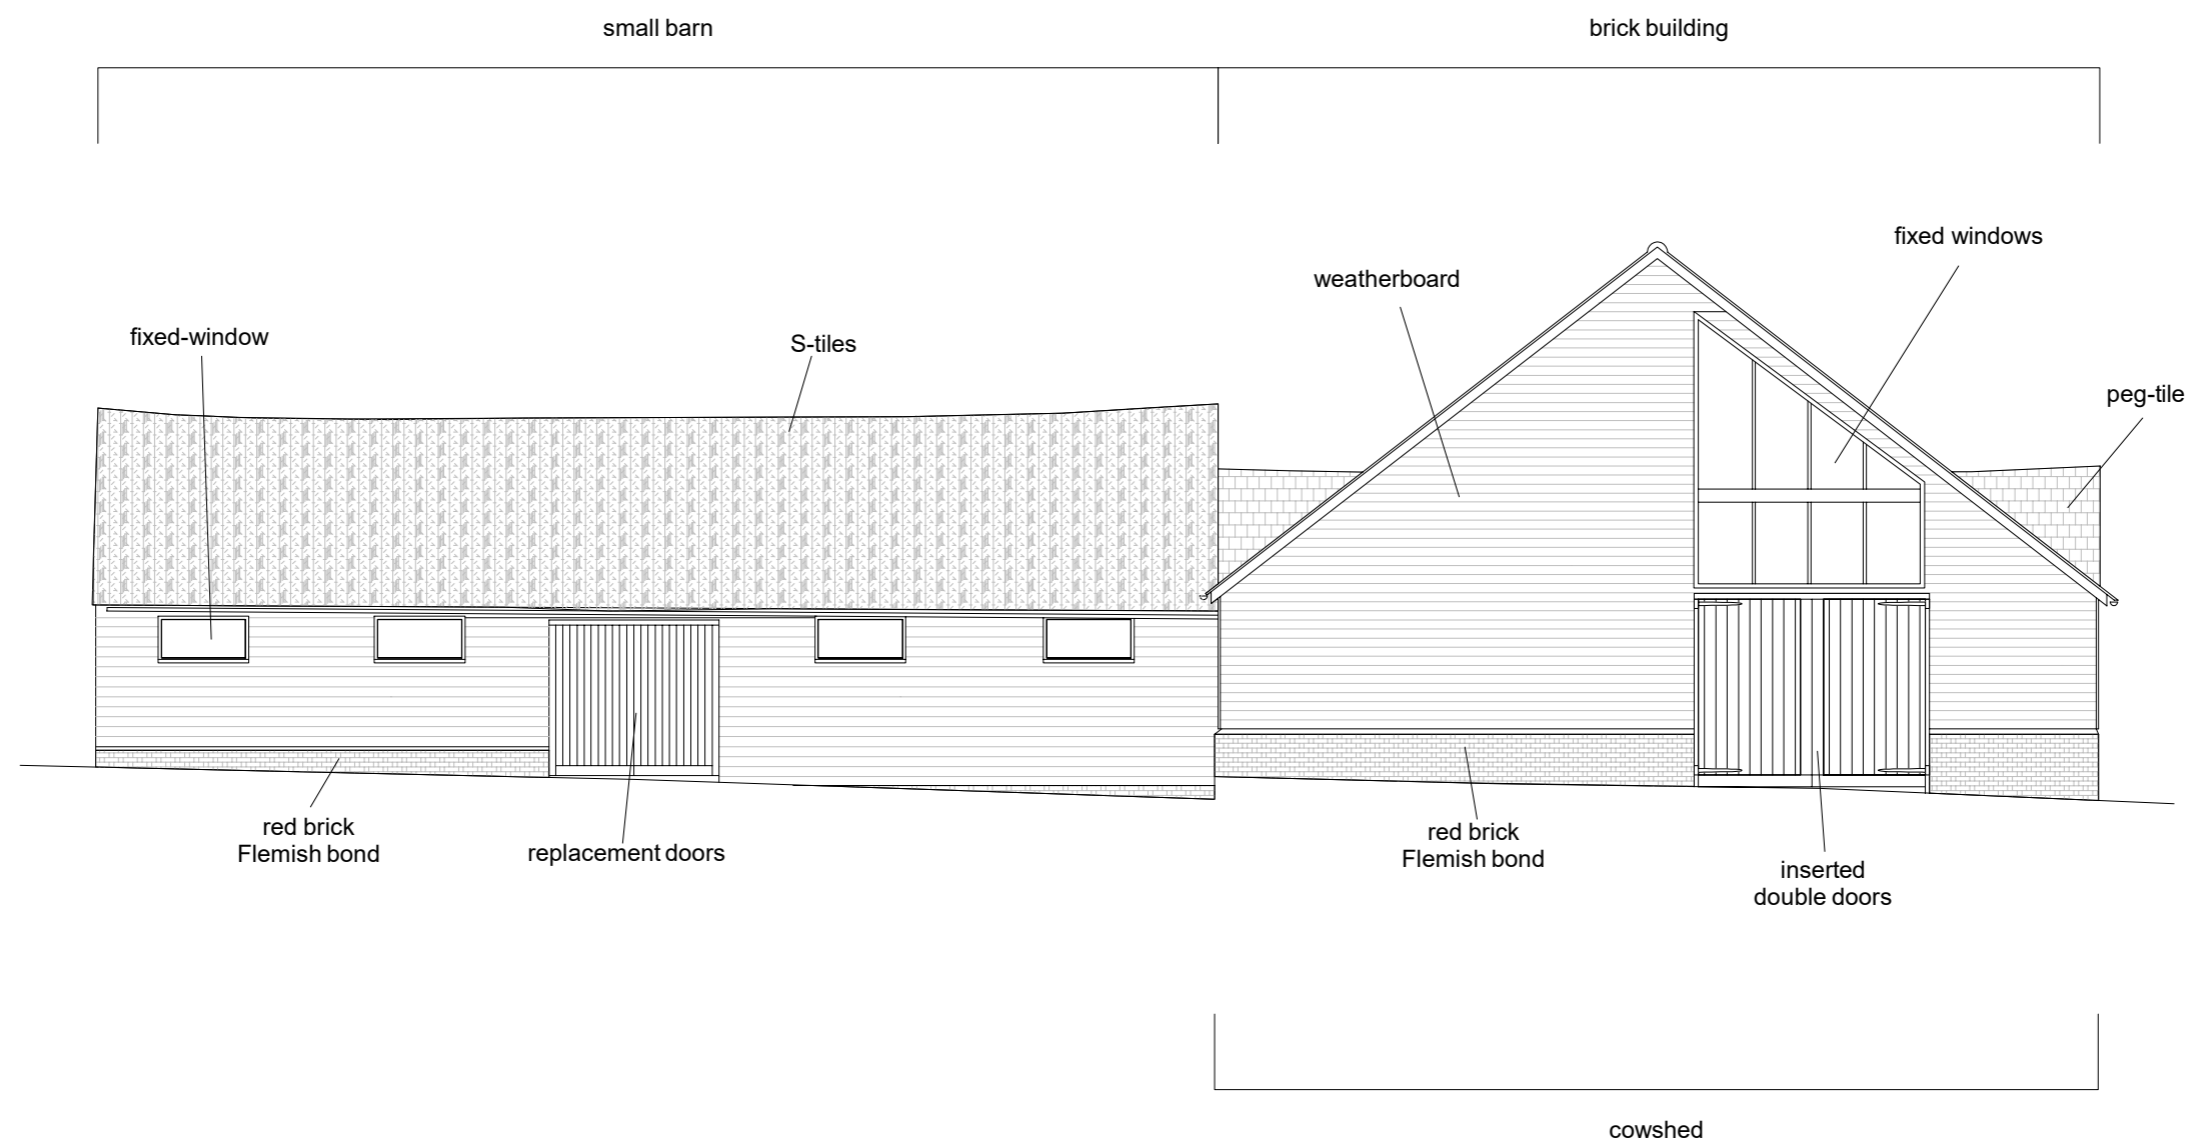 small barn
brick building
fixed windows
weatherboard
fixed-window
S-tiles
peg-tile
red brick
Flemish bond
replacement doors
red brick
Flemish bond
inserted
double doors
cowshed